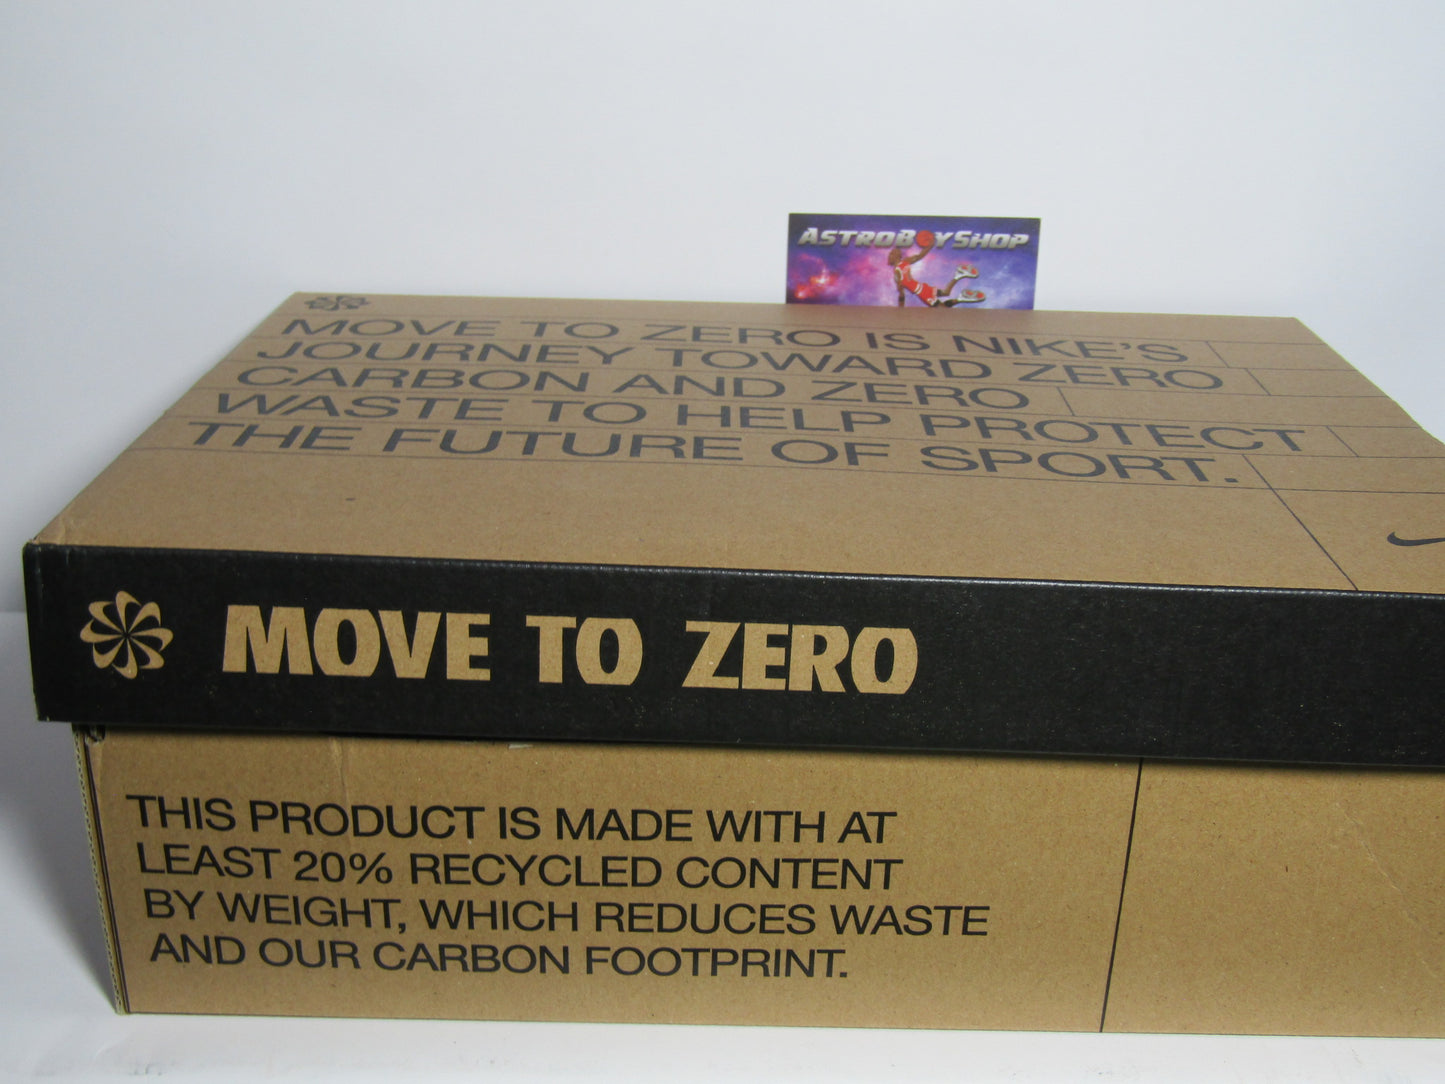 ASTROBOYSHOP
MOVE TO ZERO IS NIKE'S
JOURNEY TOWARD ZERO
CARBON AND ZERO
WASTE TO HELP PROTECT
THE FUTURE OF SPORT.
MOVE TO ZERO
THIS PRODUCT IS MADE WITH AT
LEAST 20% RECYCLED CONTENT
BY WEIGHT, WHICH REDUCES WASTE
AND OUR CARBON FOOTPRINT.